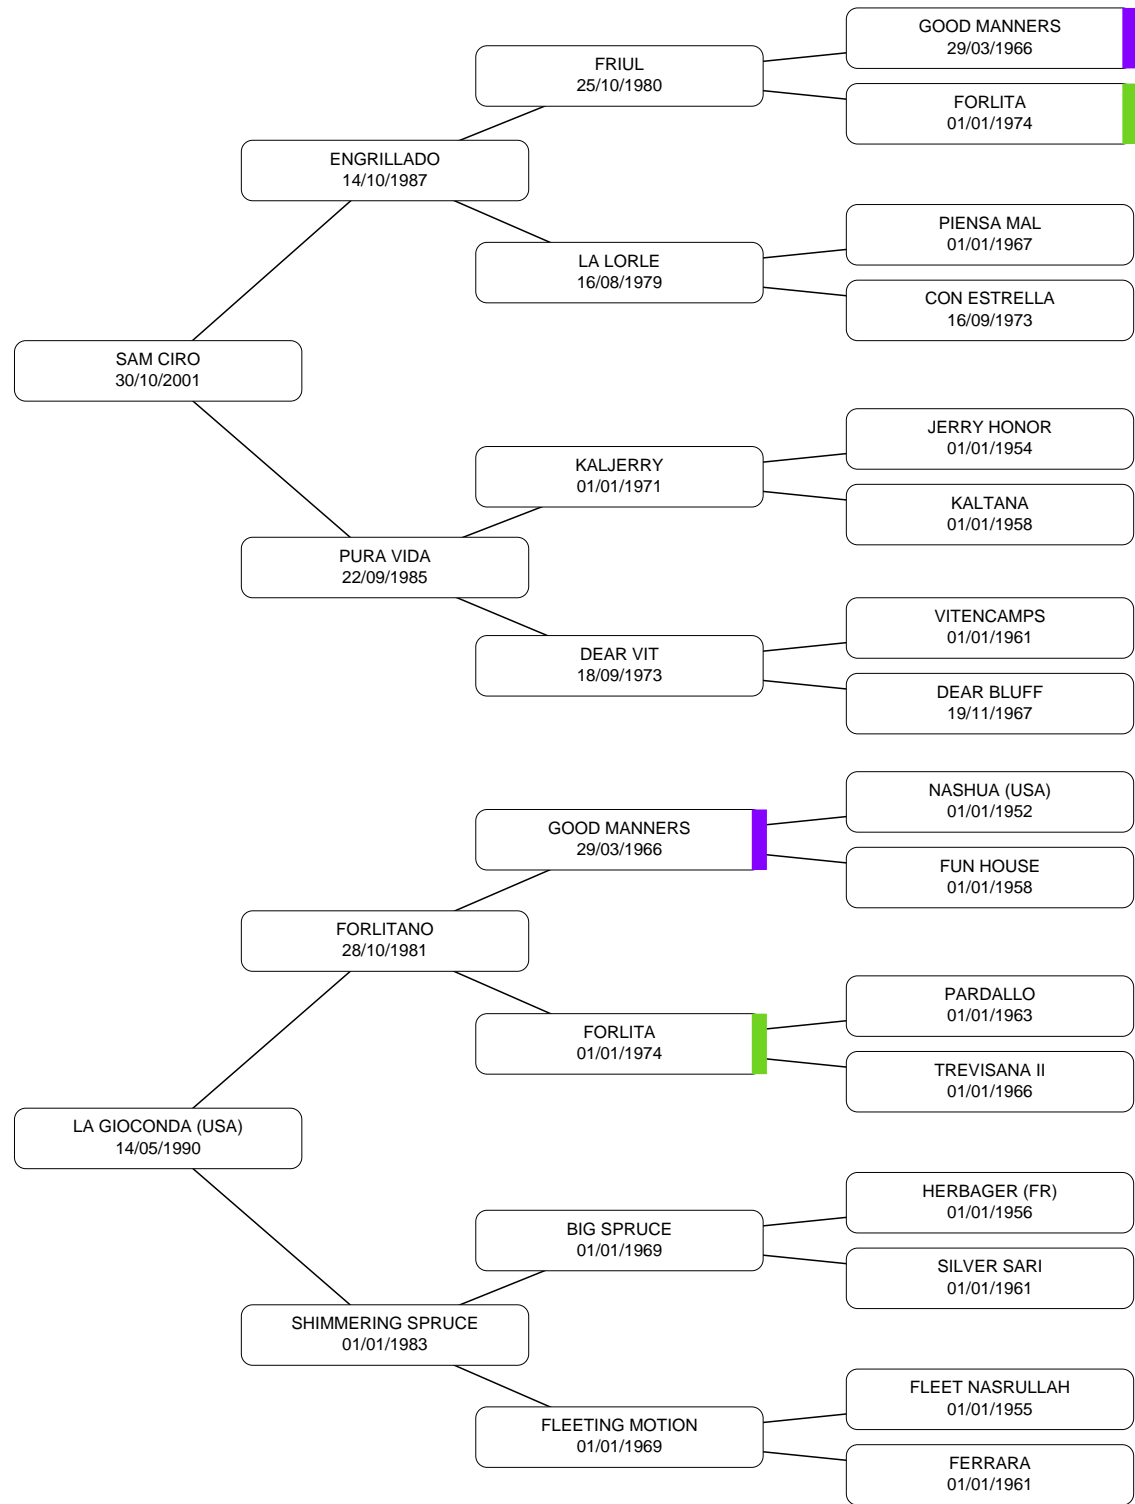 GOOD MANNERS
29/03/1966
FRIUL
25/10/1980
FORLITA
01/01/1974
ENGRILLADO
14/10/1987
PIENSA MAL
01/01/1967
LA LORLE
16/08/1979
CON ESTRELLA
16/09/1973
SAM CIRO
30/10/2001
JERRY HONOR
01/01/1954
KALJERRY
01/01/1971
KALTANA
01/01/1958
PURA VIDA
22/09/1985
VITENCAMPS
01/01/1961
DEAR VIT
18/09/1973
DEAR BLUFF
19/11/1967
NASHUA (USA)
01/01/1952
GOOD MANNERS
29/03/1966
FUN HOUSE
01/01/1958
FORLITANO
28/10/1981
PARDALLO
01/01/1963
FORLITA
01/01/1974
TREVISANA II
01/01/1966
LA GIOCONDA (USA)
14/05/1990
HERBAGER (FR)
01/01/1956
BIG SPRUCE
01/01/1969
SILVER SARI
01/01/1961
SHIMMERING SPRUCE
01/01/1983
FLEET NASRULLAH
01/01/1955
FLEETING MOTION
01/01/1969
FERRARA
01/01/1961